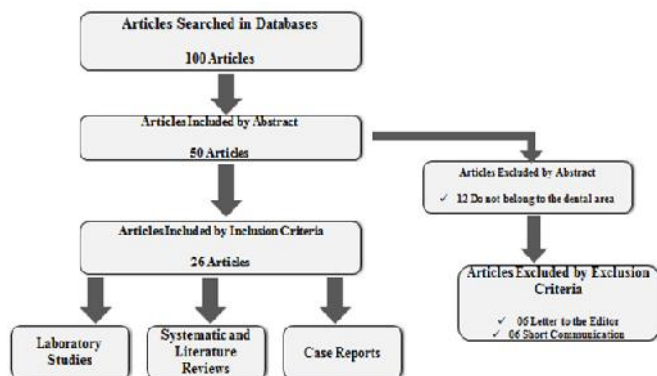 Articles Searched in Databases
100 Articles
Articles Included by Abstract
50 Articles
Articles Excluded by Abstract
✓ 12 Do not belong to the dental area
Articles Included by Inclusion Criteria
26 Articles
Articles Excluded by Exclusion
Criteria
✓ 06 Letter to the Editor
✓ 06 Short Communication
Laboratory
Studies
Systematic and
Literature
Reviews
Case Reports